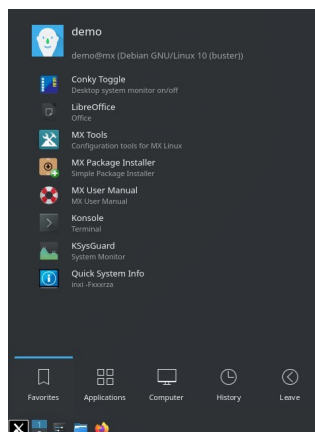 demo
demo@mx (Debian GNU/Linux 10 (buster))
Conky Toggle
Desktop system monitor on/off
LibreOffice
Office
MX Tools
Configuration tools for MX Linux
MX Package Installer
Simple Package Installer
MX User Manual
MX User Manual
Konsole
Terminal
KSysGuard
System Monitor
Quick System Info
inxi -Fxxxrza
Favorites Applications Computer History Leave
1